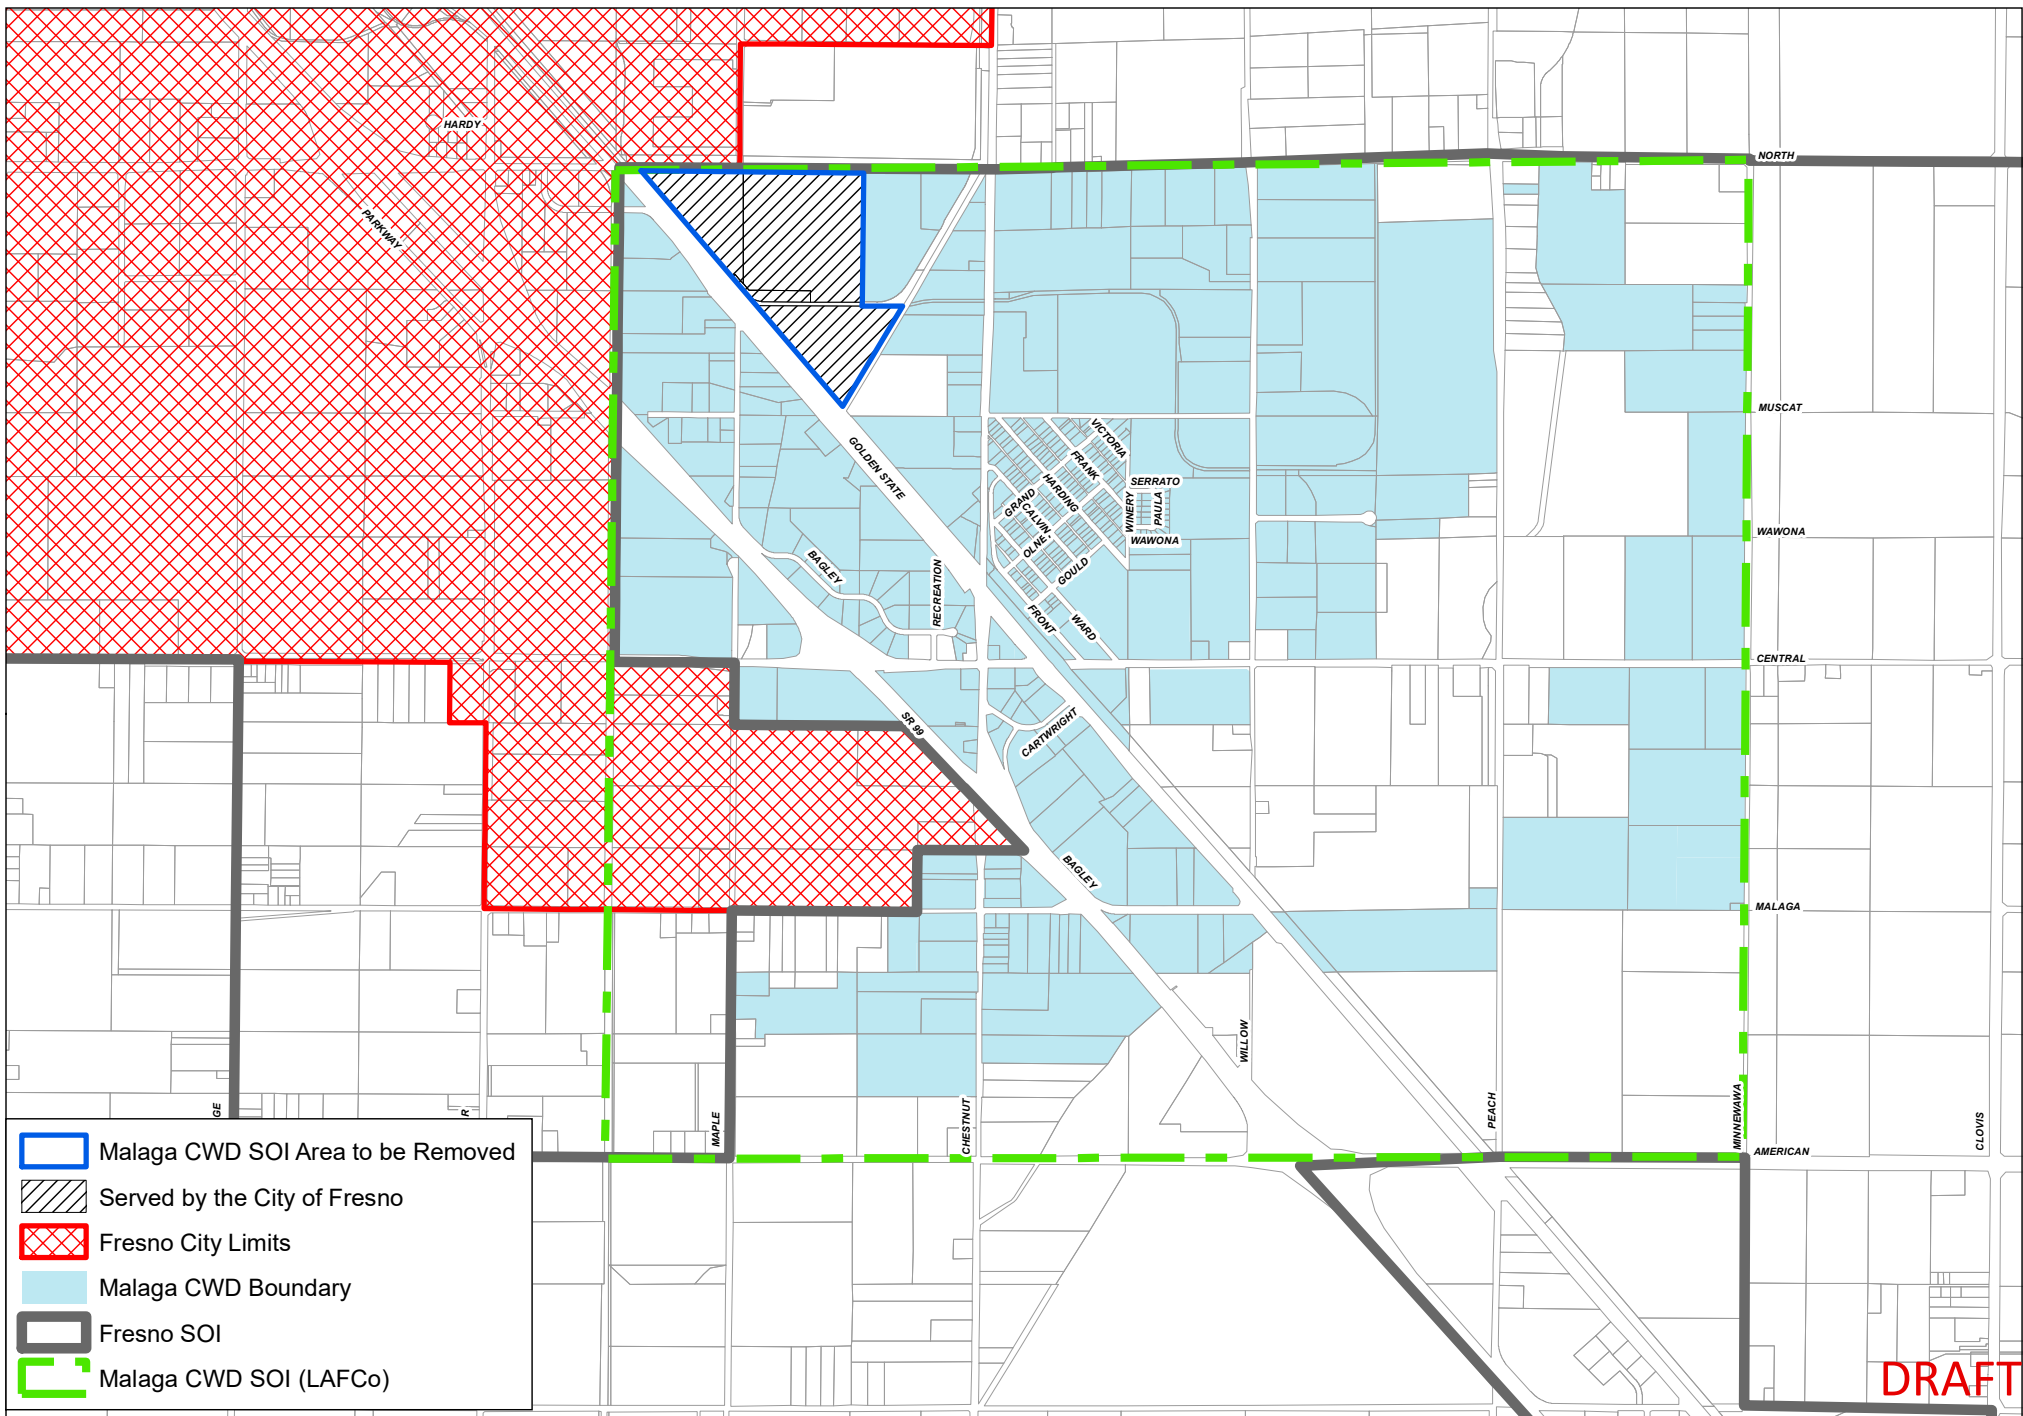 HARDY
NORTH
PARKWAY
MUSCAT
VICTORIA
GOLDEN STATE
FRANK
HARDING
SERRATO
GRAND
PAULA
WINERY
CALVIN
WAWONA
OLNE
WAWONA
BAGLEY
GOULD
RECREATION
FRONT
WARD
CENTRAL
SR 99
CARTWRIGHT
BAGLEY
MALAGA
WILLOW
GE
R
MAPLE
CHESTNUT
PEACH
MINNEWAWA
CLOVIS
AMERICAN
Malaga CWD SOI Area to be Removed
Served by the City of Fresno
Fresno City Limits
Malaga CWD Boundary
Fresno SOI
Malaga CWD SOI (LAFCo)
DRAFT